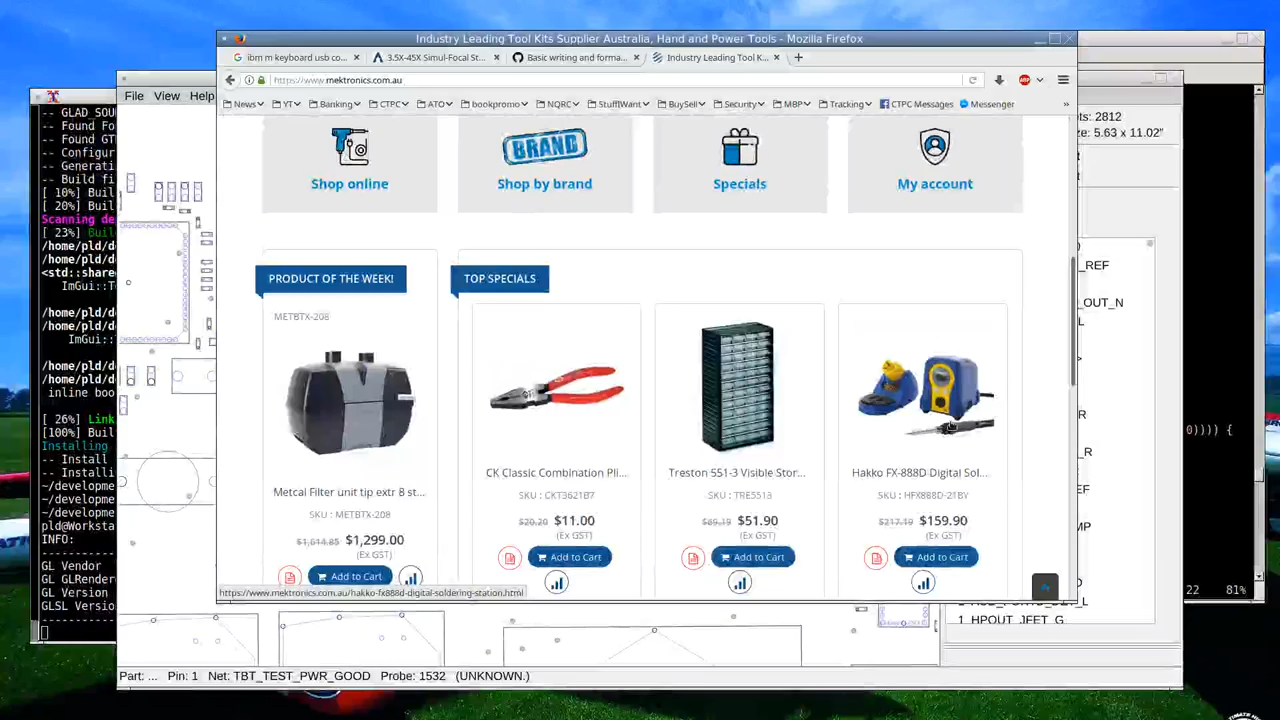 Industry Leading Tool Kits Supplier Australia, Hand and Power Tools - Mozilla Firefox
ibm m keyboard usb co...
3.5X-45X Simul-Focal St...
Basic writing and forma...
Industry Leading Tool K...
https://www.mektronics.com.au
News
YT
Banking
CTPC
ATO
bookpromo
NQRC
StuffIWant
BuySell
Security
MBP
Tracking
CTPC Messages
Messenger
»
Shop online
BRAND
Shop by brand
Specials
My account
PRODUCT OF THE WEEK!
TOP SPECIALS
METBTX-208
Metcal Filter unit tip extr 8 st...
SKU : METBTX-208
$1,614.85 $1,299.00
(Ex GST)
Add to Cart
CK Classic Combination Pli...
SKU : CKT3621B7
$20.20 $11.00
(Ex GST)
Add to Cart
Treston 551-3 Visible Stor...
SKU : TRE5513
$69.19 $51.90
(Ex GST)
Add to Cart
Hakko FX-888D Digital Sol...
SKU : HFX888D-21BY
$217.19 $159.90
(Ex GST)
Add to Cart
https://www.mektronics.com.au/hakko-fx888d-digital-soldering-station.html
File View Help
-- GLAD_SOU
-- Found Fo
-- Found GT
-- Configur
-- Generatin
-- Build fi
[ 10%] Buil
[ 20%] Buil
Scanning de
[ 23%] Buil
/home/pld/de
/home/pld/de
<std::share
ImGui::T
/home/pld/d
/home/pld/d
ImGui::
/home/pld/d
/home/pld/de
inline boo
[ 26%] Link
[100%] Buil
Installing
-- Install
-- Installi
~/developme
~/developme
~/developme
pld@Worksta
INFO:
GL Vendor
GL GLRender
GL Version
GLSL Versio
ts: 2812
ze: 5.63 x 11.02"
_REF
_OUT_N
0)))) {
22 81%
1 HPOUT_JFET_G
Part: ... Pin: 1 Net: TBT_TEST_PWR_GOOD Probe: 1532 (UNKNOWN.)